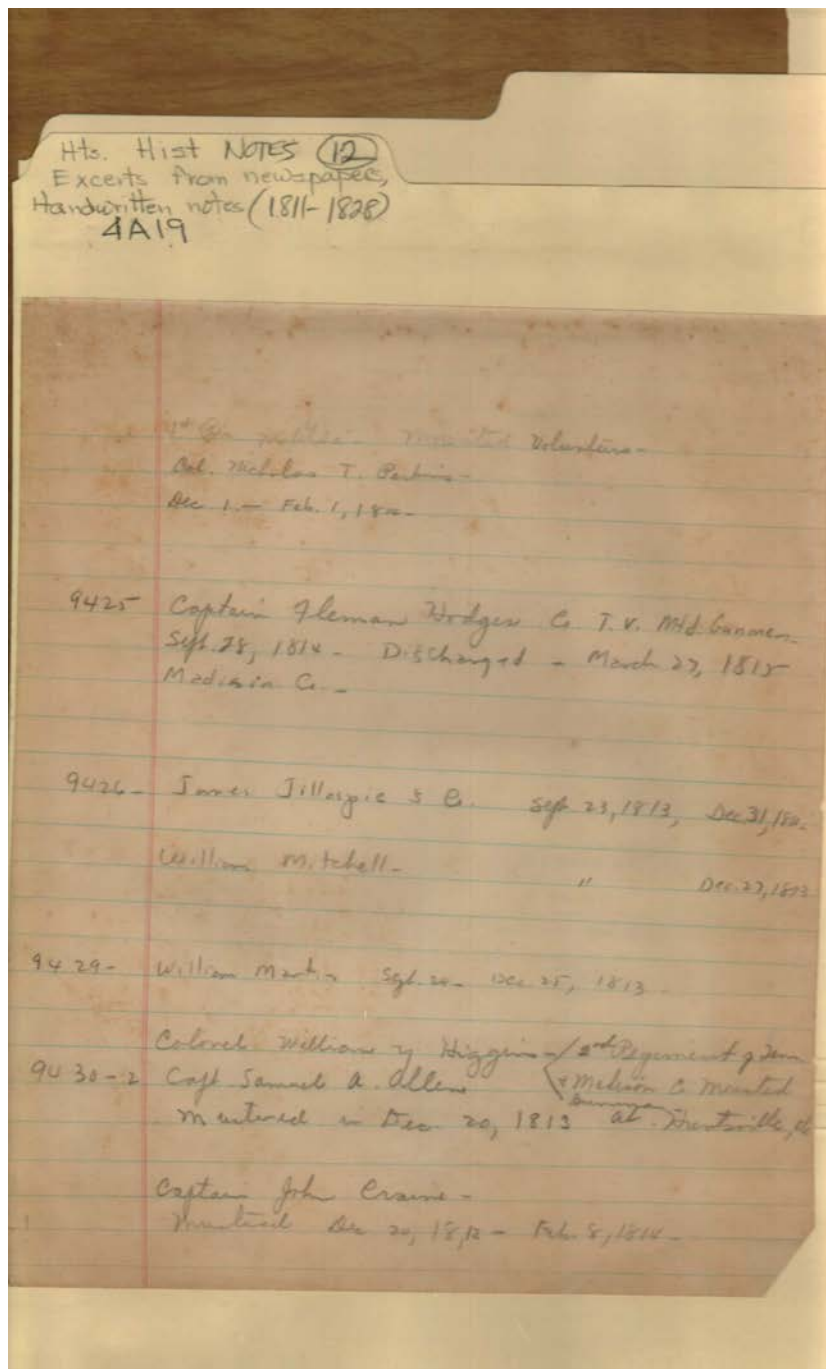 Hts. Hist NOTES 12
Excerts from newspapers,
Handwritten notes (1811-1828)
4A19
Mounted Volunteers-
Col. Nicholas T. Perkins-
Dec 1.- Feb. 1,
9425 Captain Fleman Hodges Co T. V. Mtd. Gunmen-
Sept. 28, 1814 - Discharged - March 27, 1815
Madison Co.-
9426- James Gillaspie s Co. Sept 23, 1813, Dec 31,
William Mitchell- " Dec. 27, 1813
9429- William Martin Sept. 24- Dec 25, 1813-
Colonel William Y Higgins- 2nd Regiment of Tenn
9430-2 Capt Samuel A. Allen & Madison Co Mounted
Gunmen
Mustered in Dec 20, 1813 at Huntsville,
Captain John Craine-
Mustered Dec 20, - Feb. 8, 1814-